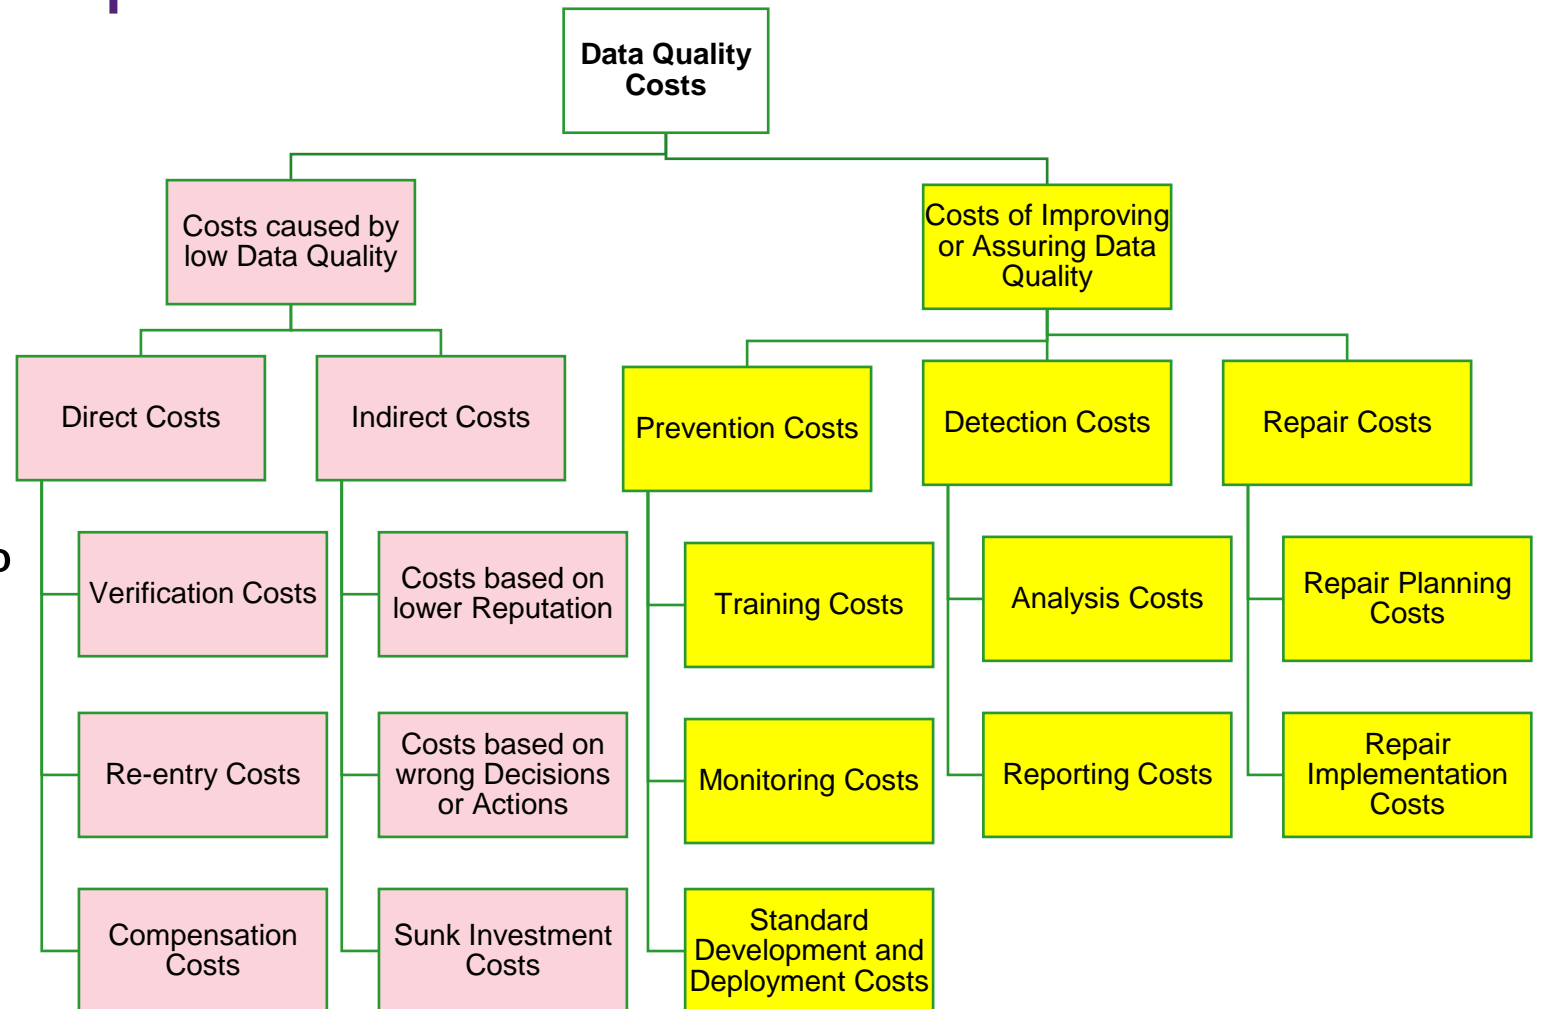 Data Quality
Costs
Costs caused by
low Data Quality
Costs of Improving
or Assuring Data
Quality
Direct Costs
Indirect Costs
Prevention Costs
Detection Costs
Repair Costs
Verification Costs
Costs based on
lower Reputation
Training Costs
Analysis Costs
Repair Planning
Costs
Re-entry Costs
Costs based on
wrong Decisions
or Actions
Monitoring Costs
Reporting Costs
Repair
Implementation
Costs
Compensation
Costs
Sunk Investment
Costs
Standard
Development and
Deployment Costs